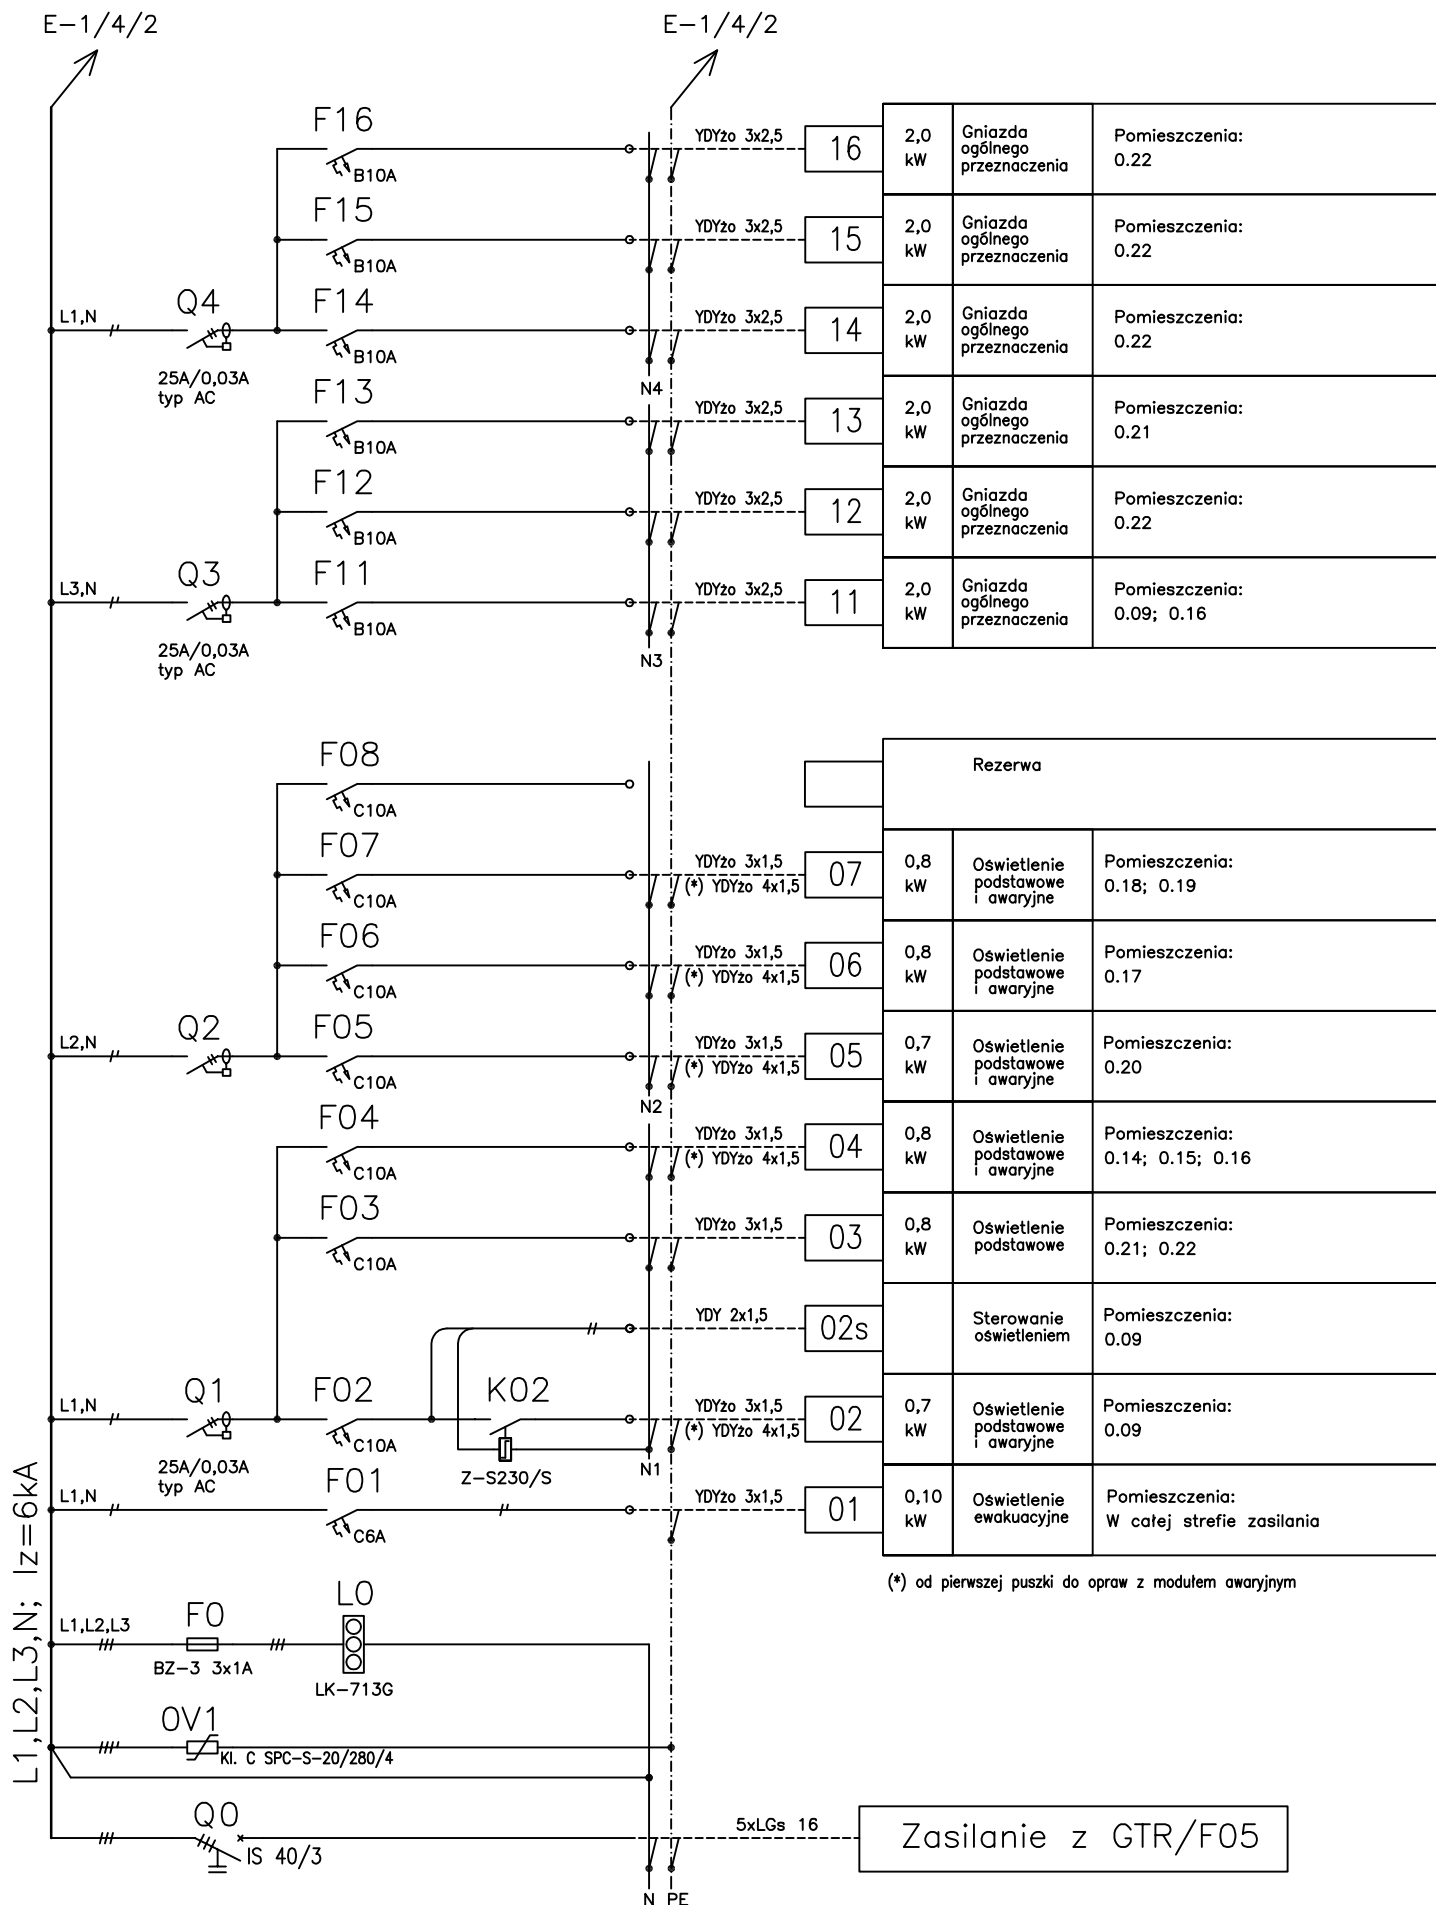 E-1/4/2
E-1/4/2
F16
B10A
YDYżo 3x2,5
16
2,0
kW
Gniazda
ogólnego
przeznaczenia
Pomieszczenia:
0.22
F15
B10A
YDYżo 3x2,5
15
2,0
kW
Gniazda
ogólnego
przeznaczenia
Pomieszczenia:
0.22
L1,N
Q4
25A/0,03A
typ AC
F14
B10A
YDYżo 3x2,5
14
2,0
kW
Gniazda
ogólnego
przeznaczenia
Pomieszczenia:
0.22
N4
F13
B10A
YDYżo 3x2,5
13
2,0
kW
Gniazda
ogólnego
przeznaczenia
Pomieszczenia:
0.21
F12
B10A
YDYżo 3x2,5
12
2,0
kW
Gniazda
ogólnego
przeznaczenia
Pomieszczenia:
0.22
L3,N
Q3
25A/0,03A
typ AC
F11
B10A
YDYżo 3x2,5
11
2,0
kW
Gniazda
ogólnego
przeznaczenia
Pomieszczenia:
0.09; 0.16
N3
F08
C10A
Rezerwa
F07
C10A
YDYżo 3x1,5
(*) YDYżo 4x1,5
07
0,8
kW
Oświetlenie
podstawowe
i awaryjne
Pomieszczenia:
0.18; 0.19
F06
C10A
YDYżo 3x1,5
(*) YDYżo 4x1,5
06
0,8
kW
Oświetlenie
podstawowe
i awaryjne
Pomieszczenia:
0.17
L2,N
Q2
F05
C10A
YDYżo 3x1,5
(*) YDYżo 4x1,5
05
0,7
kW
Oświetlenie
podstawowe
i awaryjne
Pomieszczenia:
0.20
N2
F04
C10A
YDYżo 3x1,5
(*) YDYżo 4x1,5
04
0,8
kW
Oświetlenie
podstawowe
i awaryjne
Pomieszczenia:
0.14; 0.15; 0.16
F03
C10A
YDYżo 3x1,5
03
0,8
kW
Oświetlenie
podstawowe
Pomieszczenia:
0.21; 0.22
YDY 2x1,5
02s
Sterowanie
oświetleniem
Pomieszczenia:
0.09
L1,N
Q1
25A/0,03A
typ AC
F02
C10A
K02
Z-S230/S
YDYżo 3x1,5
(*) YDYżo 4x1,5
02
0,7
kW
Oświetlenie
podstawowe
i awaryjne
Pomieszczenia:
0.09
N1
L1,N
F01
C6A
YDYżo 3x1,5
01
0,10
kW
Oświetlenie
ewakuacyjne
Pomieszczenia:
W całej strefie zasilania
(*) od pierwszej puszki do opraw z modułem awaryjnym
L1,L2,L3,N; Iz=6kA
L1,L2,L3
F0
BZ-3 3x1A
L0
LK-713G
OV1
Kl. C SPC-S-20/280/4
Q0
IS 40/3
5xLGs 16
Zasilanie z GTR/F05
N PE